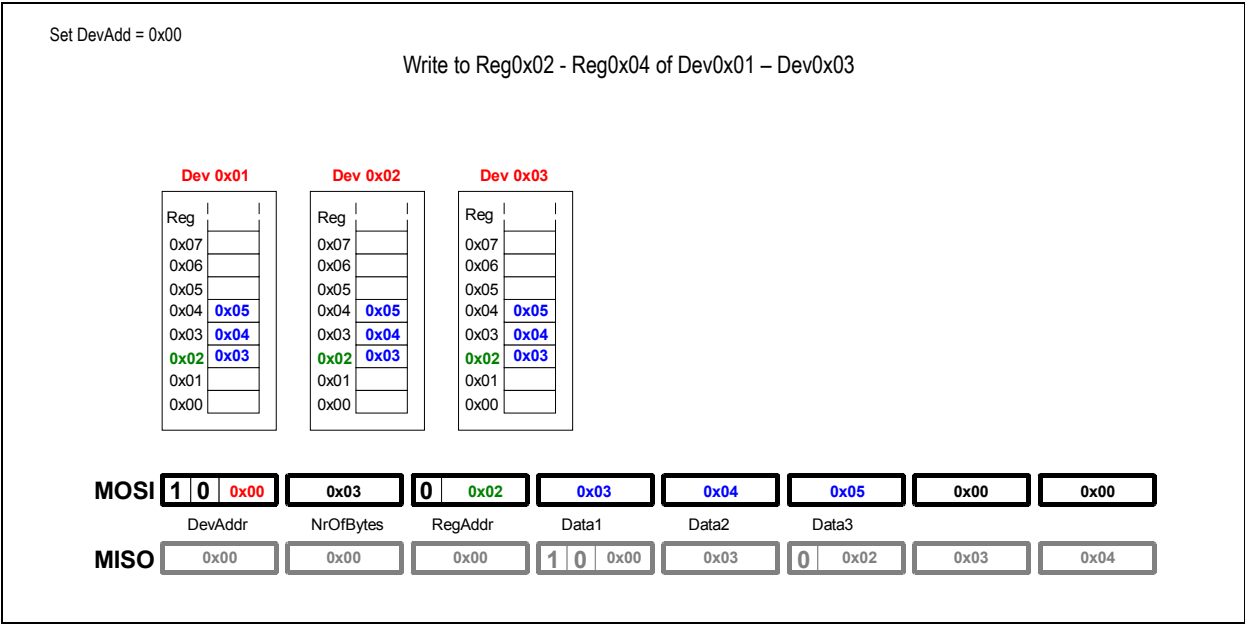 Set DevAdd = 0x00
Write to Reg0x02 - Reg0x04 of Dev0x01 – Dev0x03
Dev 0x01 Dev 0x02 Dev 0x03
Reg Reg Reg
0x07 0x07 0x07
0x06 0x06 0x06
0x05 0x05 0x05
0x04 0x05 0x04 0x05 0x04 0x05
0x03 0x04 0x03 0x04 0x03 0x04
0x02 0x03 0x02 0x03 0x02 0x03
0x01 0x01 0x01
0x00 0x00 0x00
MOSI 1 0 0x00 0x03 0 0x02 0x03 0x04 0x05 0x00 0x00
DevAddr NrOfBytes RegAddr Data1 Data2 Data3
MISO 0x00 0x00 0x00 1 0 0x00 0x03 0 0x02 0x03 0x04